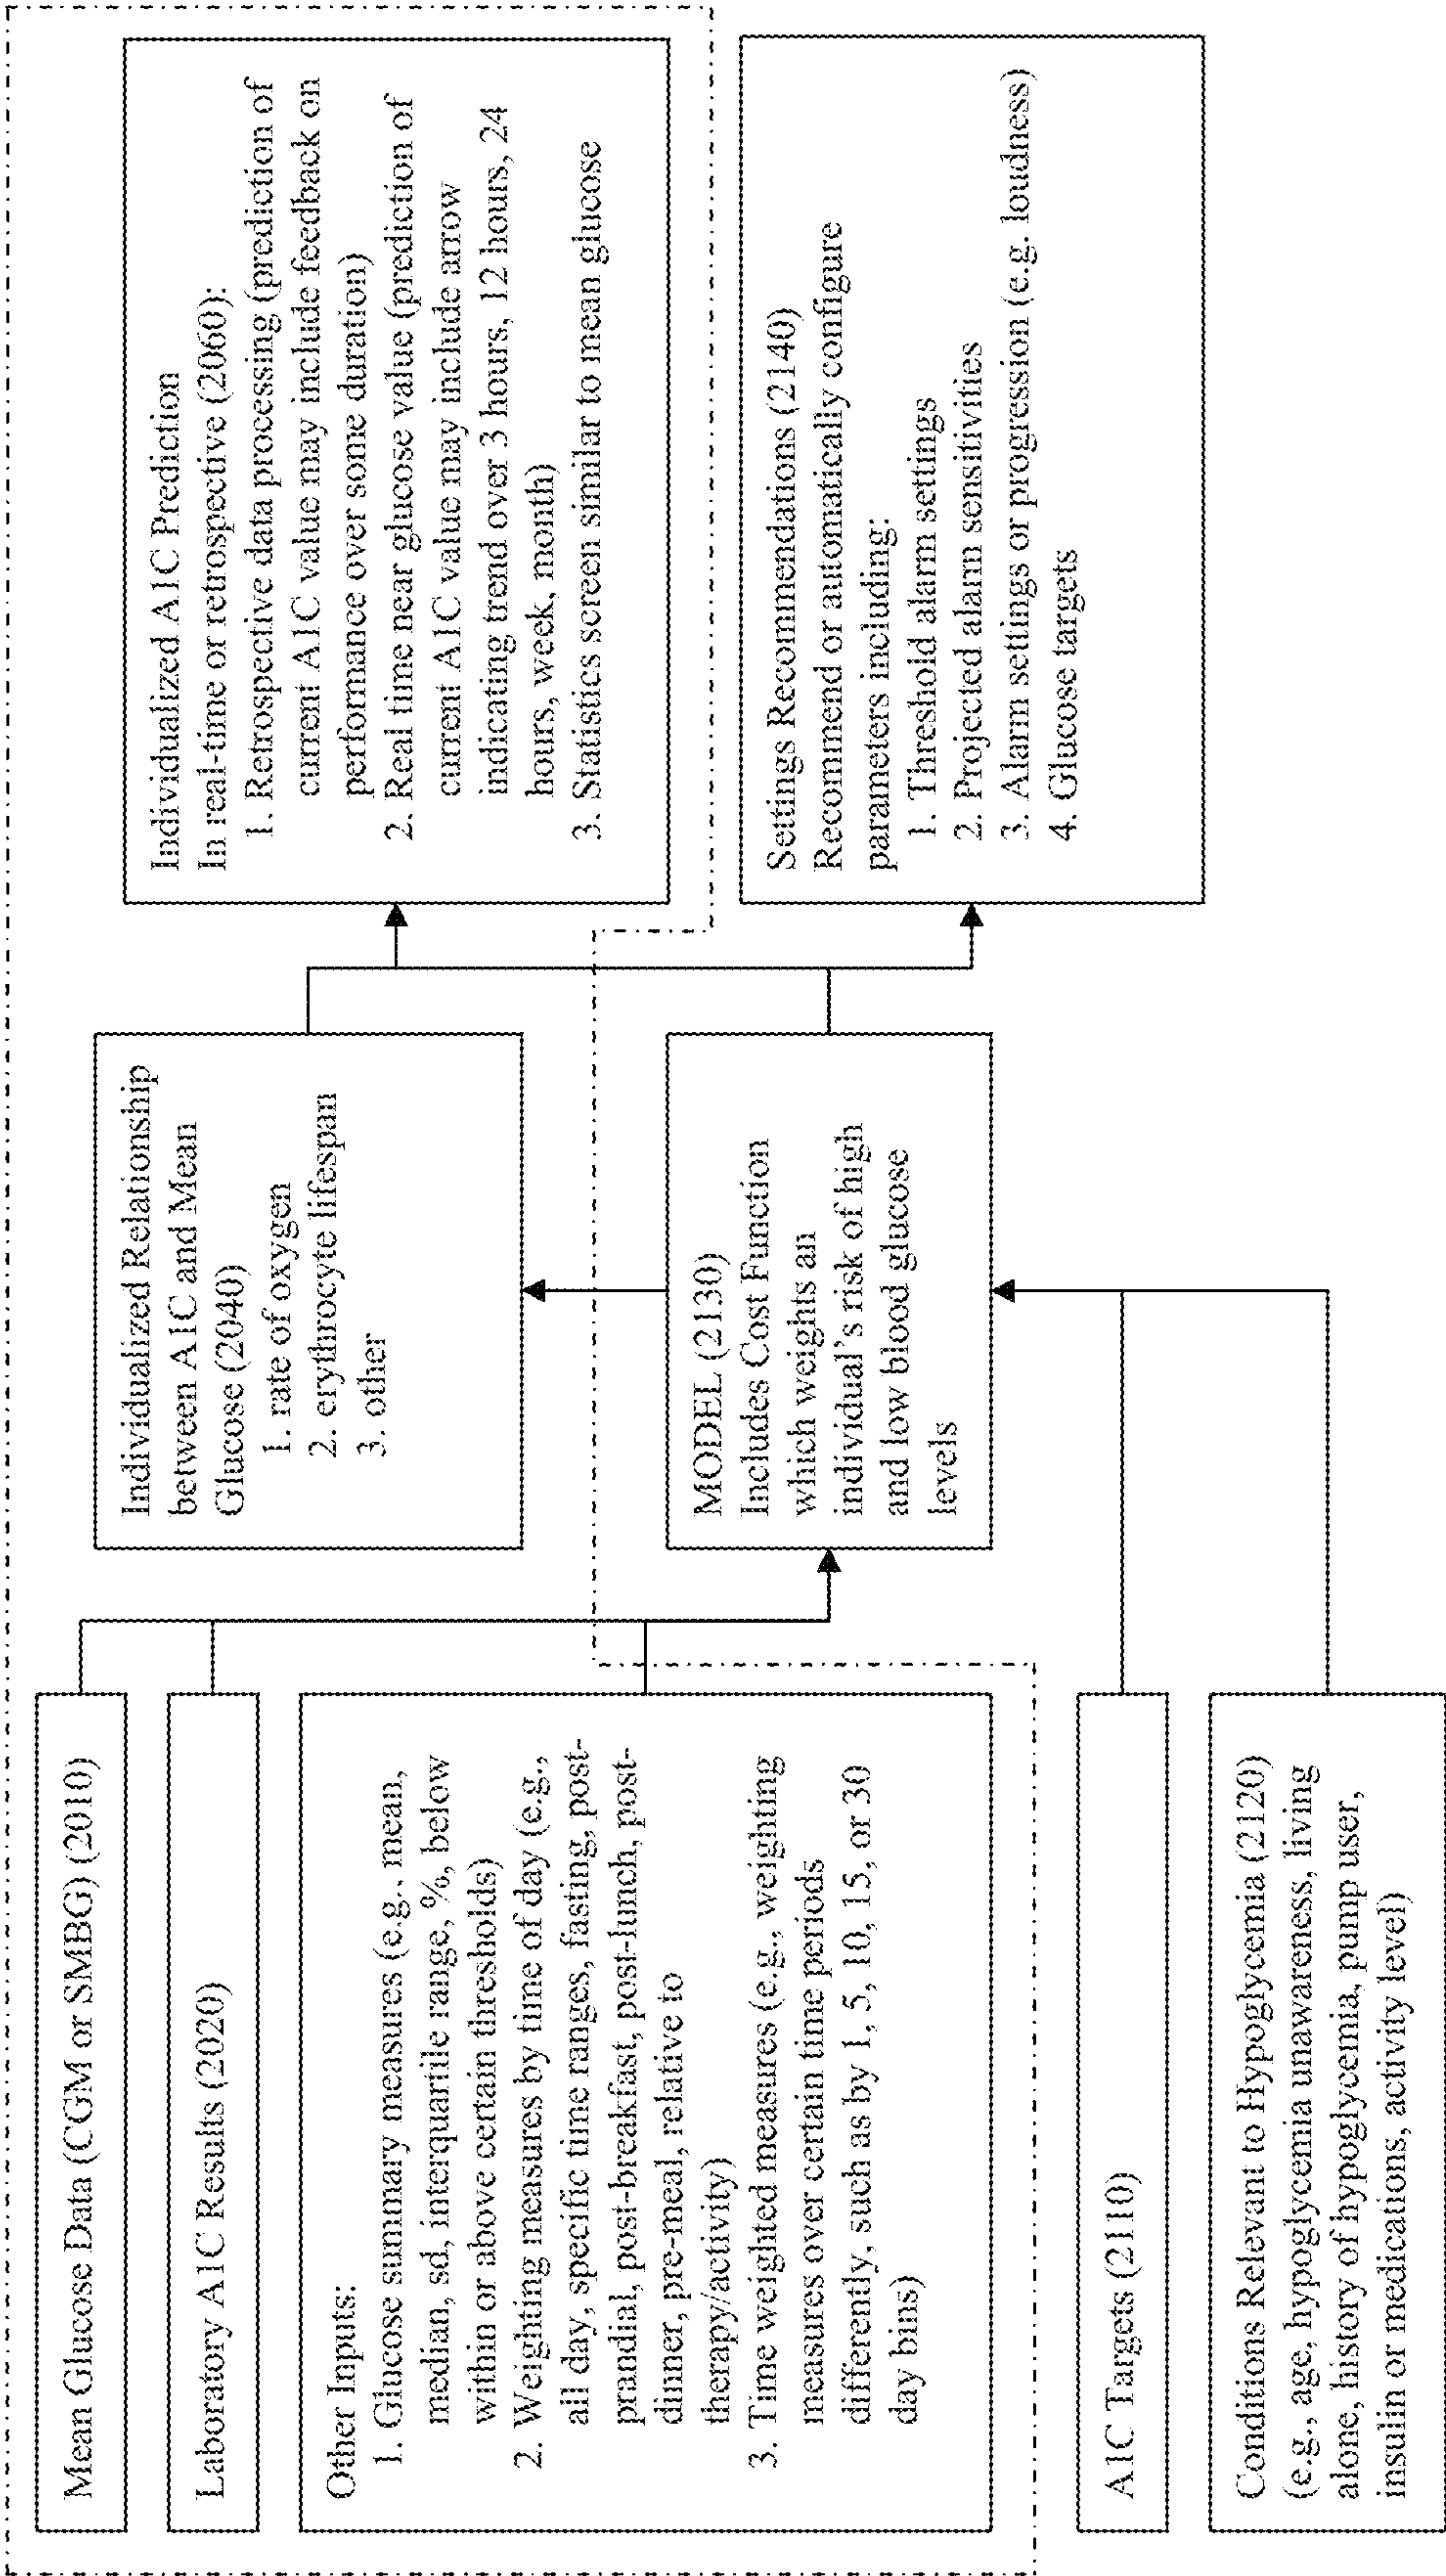 Mean Glucose Data (CGM or SMBG) (2010)
Laboratory A1C Results (2020)
Other Inputs:
1. Glucose summary measures (e.g., mean,
median, sd, interquartile range, %, below
within or above certain thresholds)
2. Weighting measures by time of day (e.g.,
all day, specific time ranges, fasting, post-
prandial, post-breakfast, post-lunch, post-
dinner, pre-meal, relative to
therapy/activity)
3. Time weighted measures (e.g., weighting
measures over certain time periods
differently, such as by 1, 5, 10, 15, or 30
day bins)
A1C Targets (2110)
Conditions Relevant to Hypoglycemia (2120)
(e.g., age, hypoglycemia unawareness, living
alone, history of hypoglycemia, pump user,
insulin or medications, activity level)
Individualized Relationship
between A1C and Mean
Glucose (2040)
1. rate of oxygen
2. erythrocyte lifespan
3. other
MODEL (2130)
Includes Cost Function
which weights an
individual's risk of high
and low blood glucose
levels
Individualized A1C Prediction
In real-time or retrospective (2060):
1. Retrospective data processing (prediction of
current A1C value may include feedback on
performance over some duration)
2. Real time near glucose value (prediction of
current A1C value may include arrow
indicating trend over 3 hours, 12 hours, 24
hours, week, month)
3. Statistics screen similar to mean glucose
Settings Recommendations (2140)
Recommend or automatically configure
parameters including:
1. Threshold alarm settings
2. Projected alarm sensitivities
3. Alarm settings or progression (e.g. loudness)
4. Glucose targets